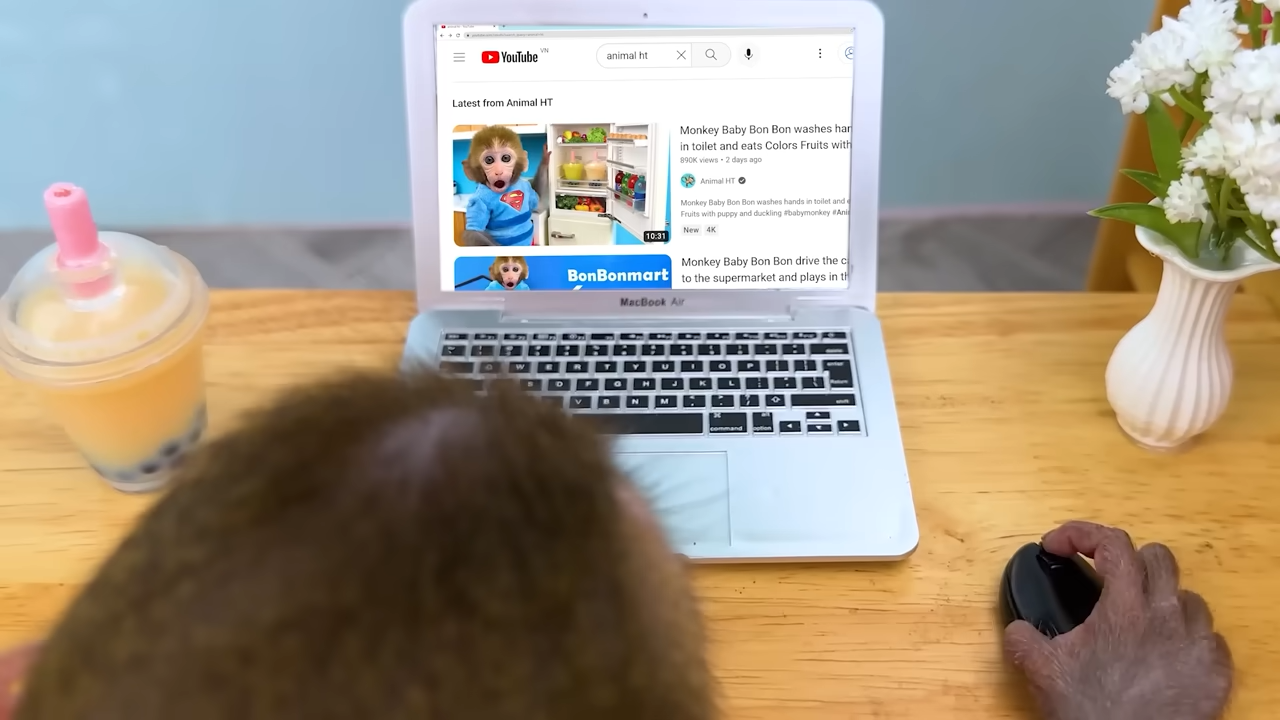 YouTube VN
animal ht
Latest from Animal HT
Monkey Baby Bon Bon washes han
in toilet and eats Colors Fruits with
890K views • 2 days ago
Animal HT
Monkey Baby Bon Bon washes hands in toilet and e
Fruits with puppy and duckling #babymonkey #Ani
New 4K
10:31
BonBonmart
Monkey Baby Bon Bon drive the c
to the supermarket and plays in th
MacBook Air
W E R T Y U I O P
D F G H J K L
V B N M
command
option